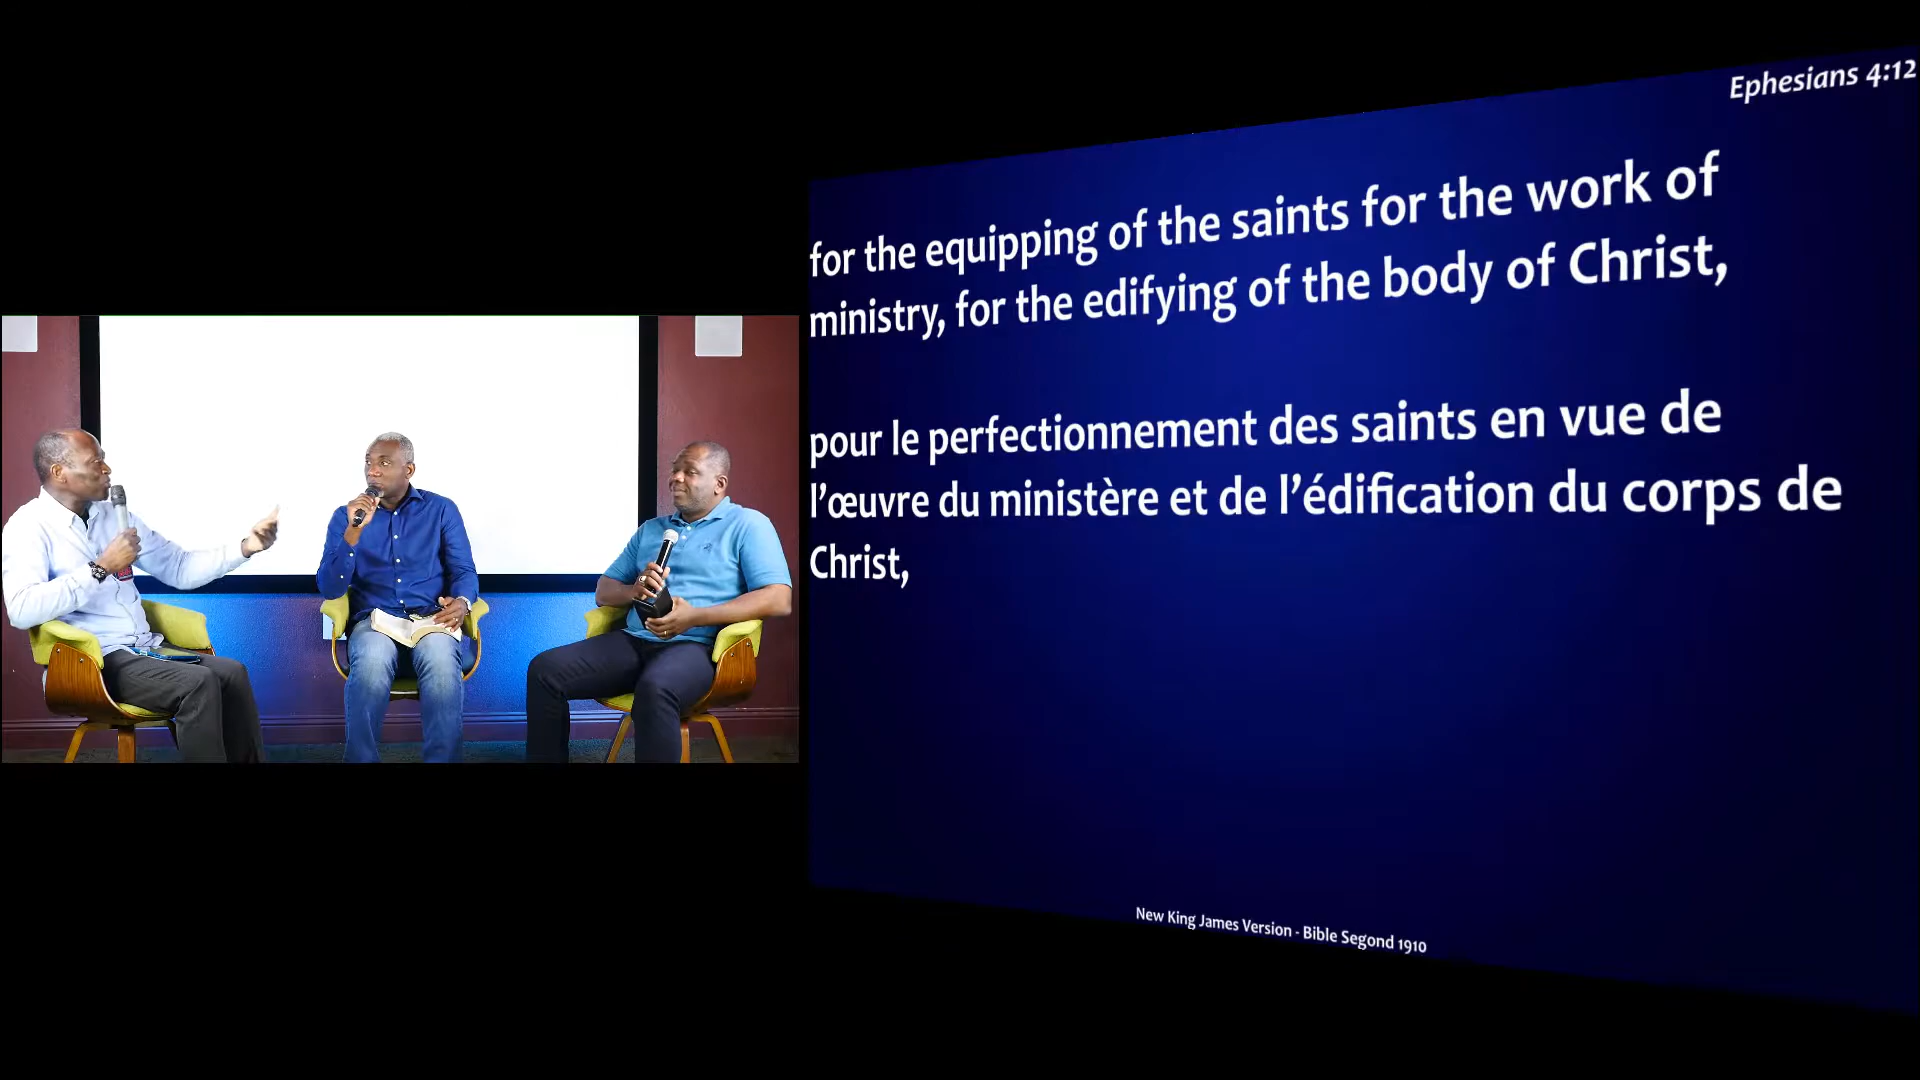 Ephesians 4:12
for the equipping of the saints for the work of
ministry, for the edifying of the body of Christ,
pour le perfectionnement des saints en vue de
l’œuvre du ministère et de l’édification du corps de
Christ,
New King James Version - Bible Segond 1910